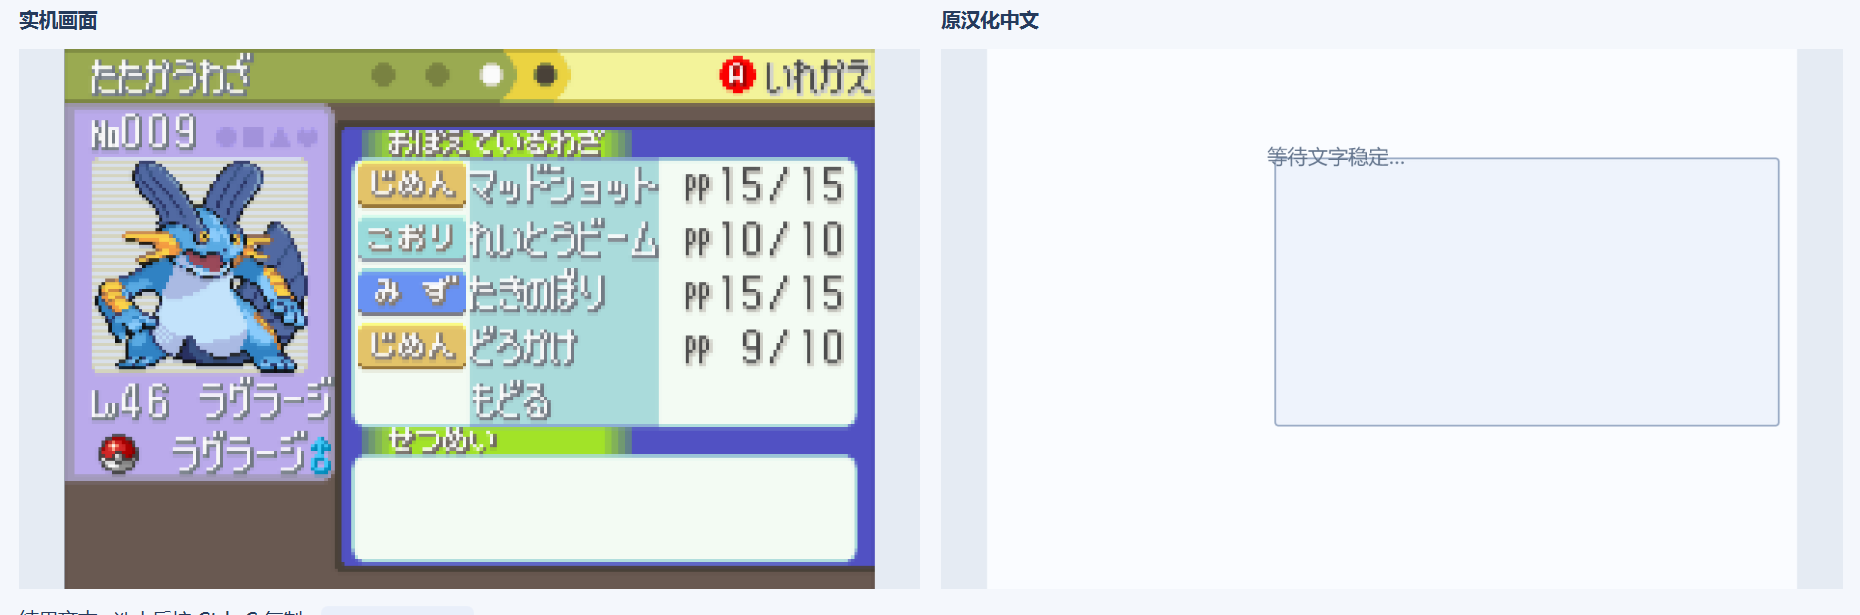 实机画面
原汉化中文
たたかうわざ
A いれかえ
No009
おぼえているわざ
じめん マッドショット PP15/15
こおり れいとうビーム PP10/10
みず たきのぼり PP15/15
じめん どろかけ PP 9/10
もどる
Lv46 ラグラージ
ラグラージ♂
せつめい
等待文字稳定...